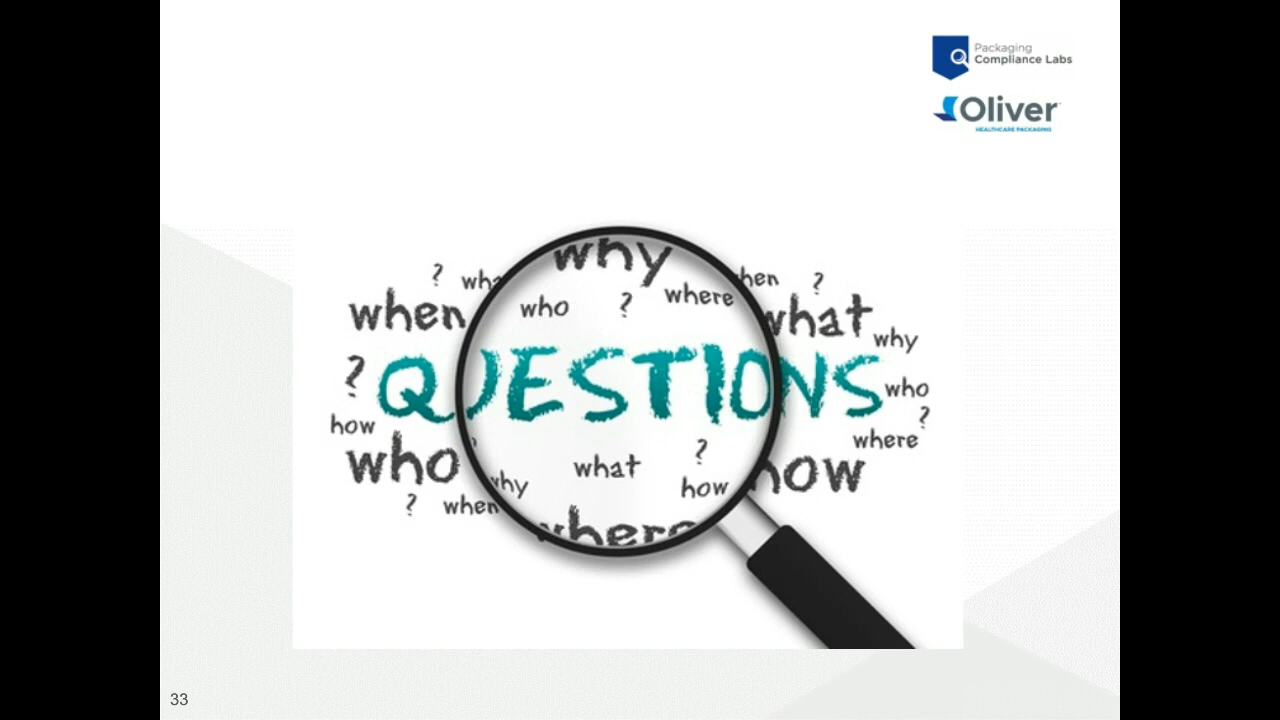 Packaging
Compliance Labs
Oliver
HEALTHCARE PACKAGING
why
? wha hen ?
who ? where
when what
why
QUESTIONS
? who
how ?
where
who what ? how
why how
? when
where
33